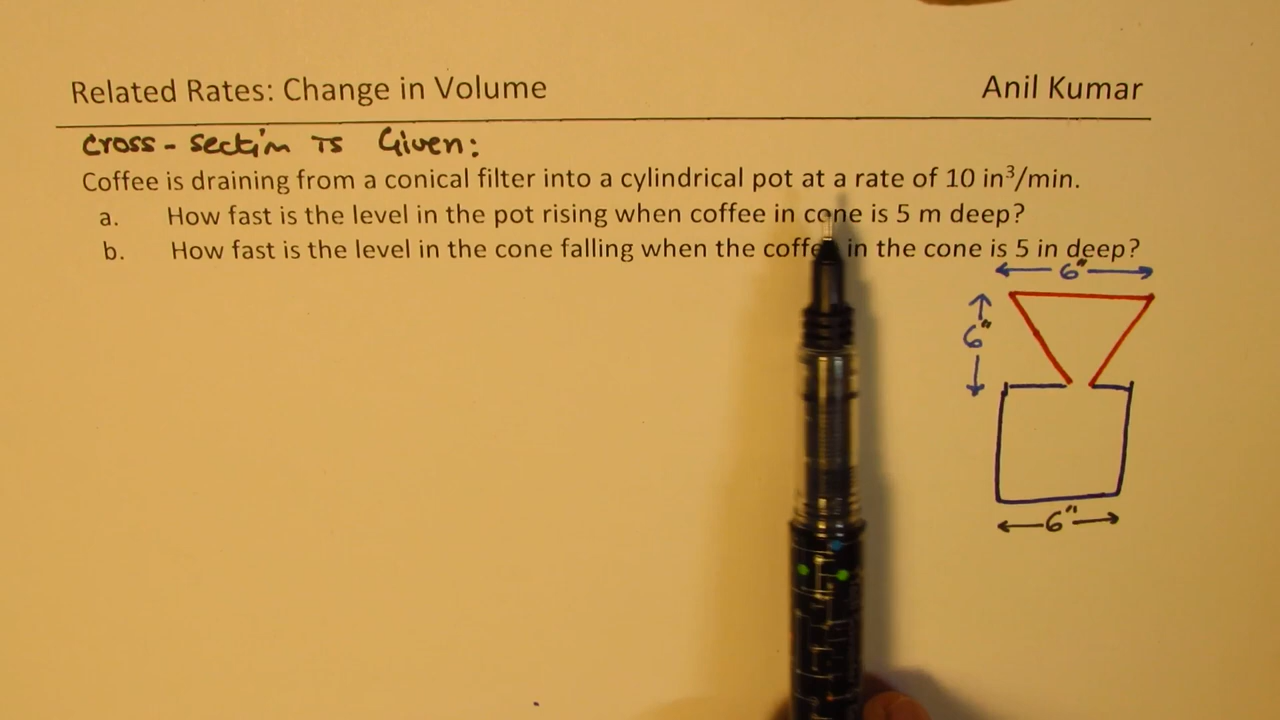 Related Rates: Change in Volume Anil Kumar
Cross-section is Given:
Coffee is draining from a conical filter into a cylindrical pot at a rate of 10 in³/min.
a. How fast is the level in the pot rising when coffee in cone is 5 m deep?
b. How fast is the level in the cone falling when the coffee in the cone is 5 in deep?
6"
6"
6"